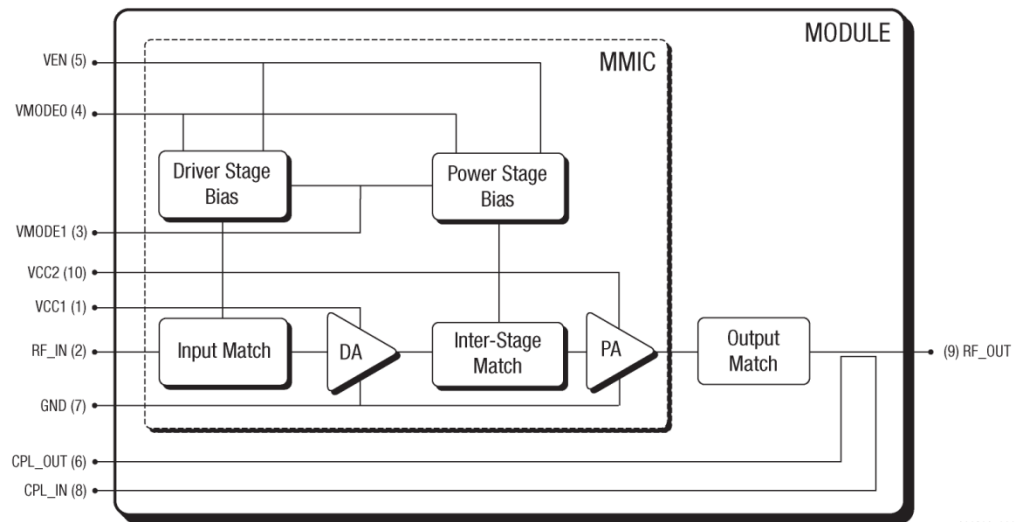 MODULE
MMIC
VEN (5)
VMODE0 (4)
Driver Stage
Bias
Power Stage
Bias
VMODE1 (3)
VCC2 (10)
VCC1 (1)
RF_IN (2)
Input Match
DA
Inter-Stage
Match
PA
Output
Match
(9) RF_OUT
GND (7)
CPL_OUT (6)
CPL_IN (8)